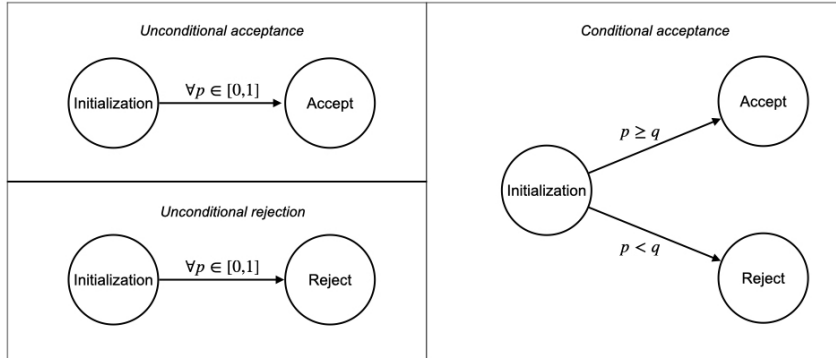 Unconditional acceptance
Initialization
∀p ∈ [0,1]
Accept
Unconditional rejection
Initialization
∀p ∈ [0,1]
Reject
Conditional acceptance
Initialization
p ≥ q
Accept
p < q
Reject